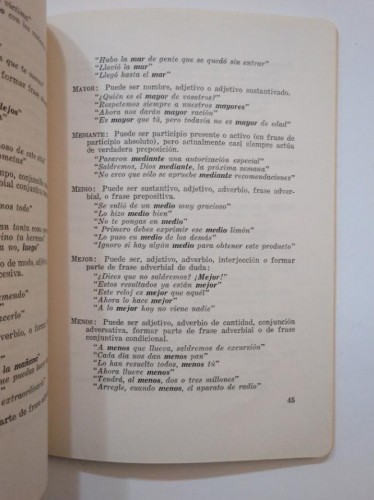 "Hubo la mar de gente que se quedó sin entrar"
"Llovió la mar"
"Llegó hasta el mar"
MAYOR: Puede ser nombre, adjetivo o adjetivo sustantivado.
"¿Quién es el mayor de vosotros?"
"Respetemos siempre a nuestros mayores"
"Ahora nos darán mayor ración"
"Es mayor que tú, pero todavía no es mayor de edad"
MEDIANTE: Puede ser participio presente o activo (en frase de
participio absoluto), pero actualmente casi siempre actúa
de verdadera preposición.
"Pasaron mediante una autorización especial"
"Saldremos, Dios mediante, la próxima semana"
"No creo que sólo se apruebe mediante recomendaciones"
MEDIO: Puede ser sustantivo, adjetivo, adverbio, frase adver-
bial, o frase prepositiva.
"Se valió de un medio muy gracioso"
"Lo hizo medio bien"
"No te pongas en medio"
"Primero debes exprimir ese medio limón"
"Lo puso en medio de los demás"
"Ignoro si hay algún medio para obtener este producto"
MEJOR: Puede ser adjetivo, adverbio, interjección o formar
parte de frase adverbial de duda:
"¿Dices que no saldremos? ¡Mejor!"
"Estos resultados ya están mejor"
"Este reloj es mejor que aquél"
"Ahora lo hace mejor"
"A lo mejor hoy no viene nadie"
MENOS: Puede ser adjetivo, adverbio de cantidad, conjunción
adversativa, formar parte de frase adverbial o de frase
conjuntiva condicional.
"A menos que llueva, saldremos de excursión"
"Cada día nos dan menos pan"
"Lo han resuelto todos, menos tú"
"Ahora llueve menos"
"Tendrá, al menos, dos o tres millones"
"Arregle, cuando menos, el aparato de radio"
45